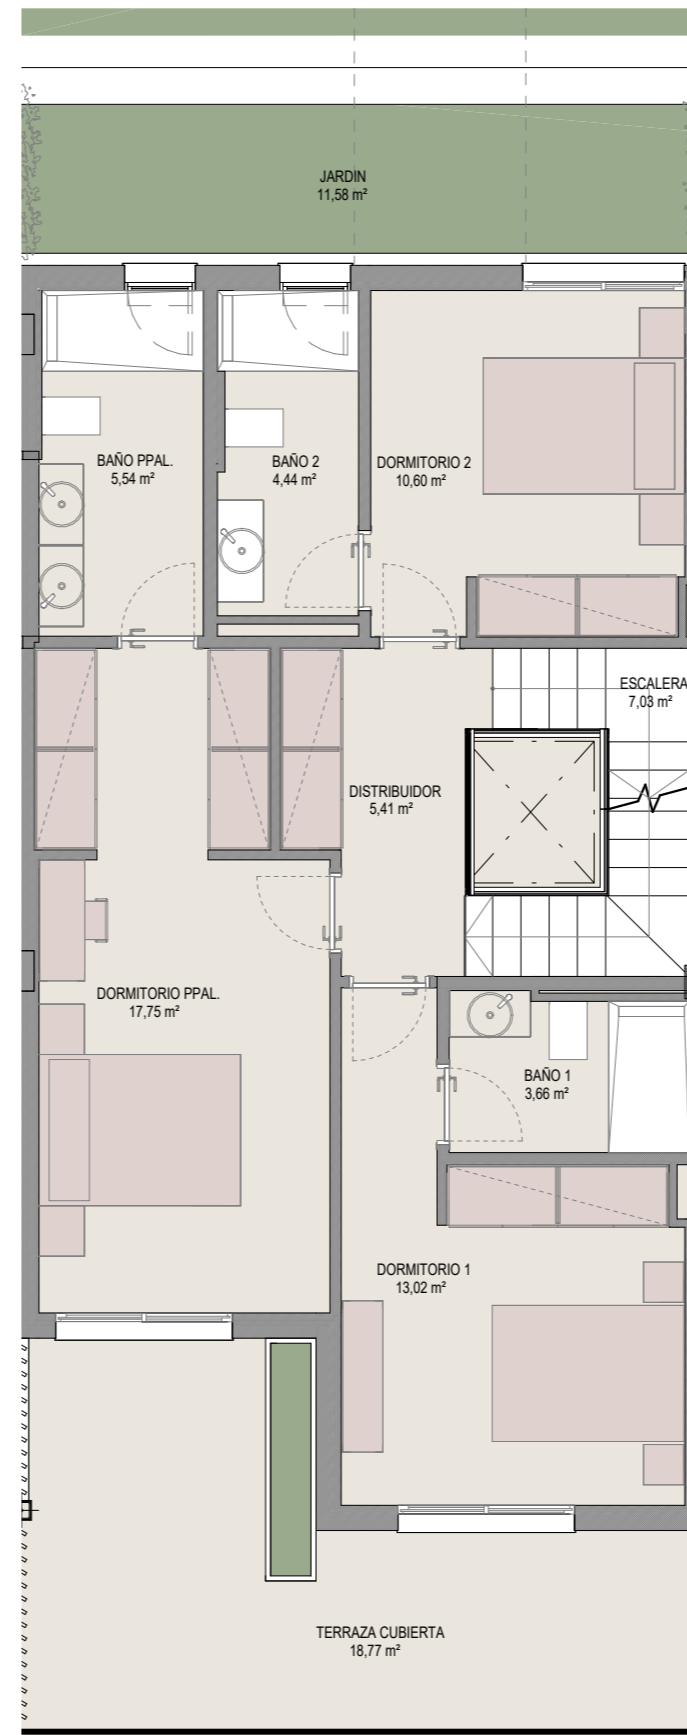 JARDIN
11,58 m²
BAÑO PPAL.
5,54 m²
BAÑO 2
4,44 m²
DORMITORIO 2
10,60 m²
ESCALERA
7,03 m²
DISTRIBUIDOR
5,41 m²
DORMITORIO PPAL.
17,75 m²
BAÑO 1
3,66 m²
DORMITORIO 1
13,02 m²
TERRAZA CUBIERTA
18,77 m²